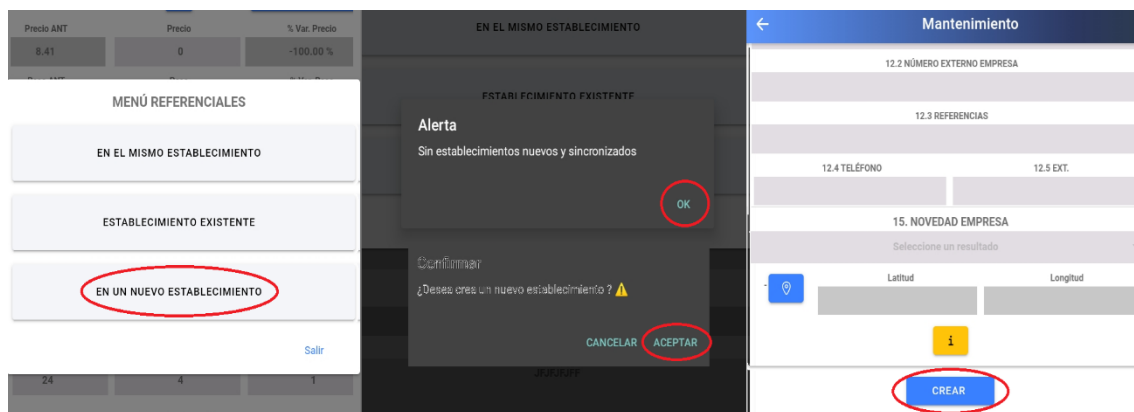 Precio ANT Precio % Var. Precio
8.41 0 -100.00 %
MENÚ REFERENCIALES
EN EL MISMO ESTABLECIMIENTO
ESTABLECIMIENTO EXISTENTE
EN UN NUEVO ESTABLECIMIENTO
Salir
24 4 1
EN EL MISMO ESTABLECIMIENTO
ESTABLECIMIENTO EXISTENTE
Alerta
Sin establecimientos nuevos y sincronizados
OK
Confirmar
¿Desea crea un nuevo establecimiento ? ⚠️
CANCELAR ACEPTAR
Mantenimiento
12.2 NÚMERO EXTERNO EMPRESA
12.3 REFERENCIAS
12.4 TELÉFONO 12.5 EXT.
15. NOVEDAD EMPRESA
Seleccione un resultado
Latitud Longitud
i
CREAR